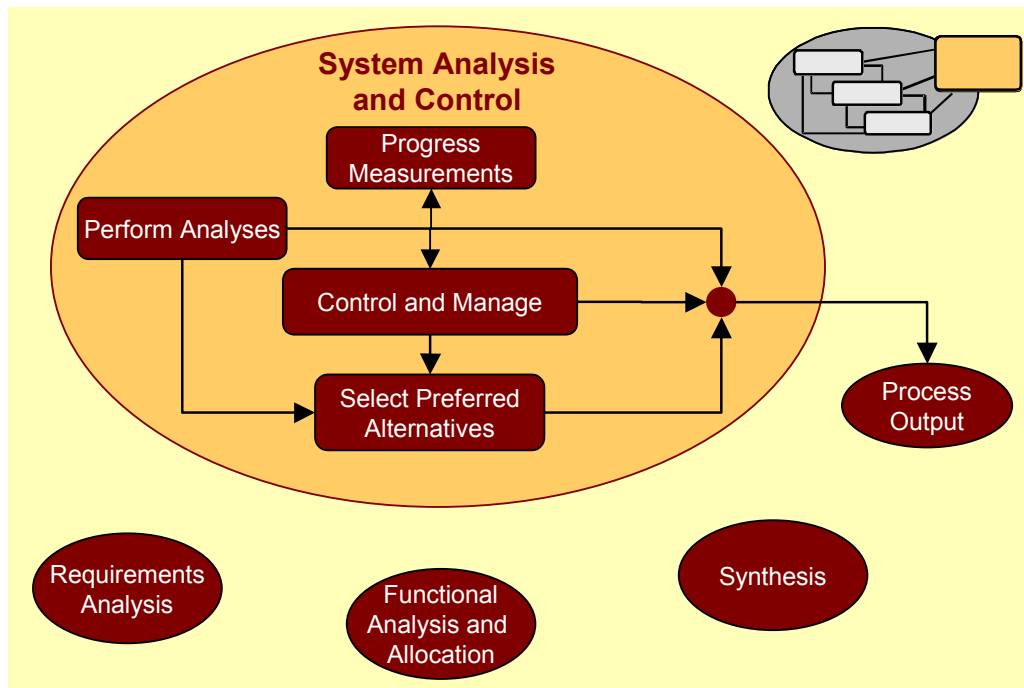 System Analysis
and Control
Progress
Measurements
Perform Analyses
Control and Manage
Select Preferred
Alternatives
Process
Output
Requirements
Analysis
Functional
Analysis and
Allocation
Synthesis